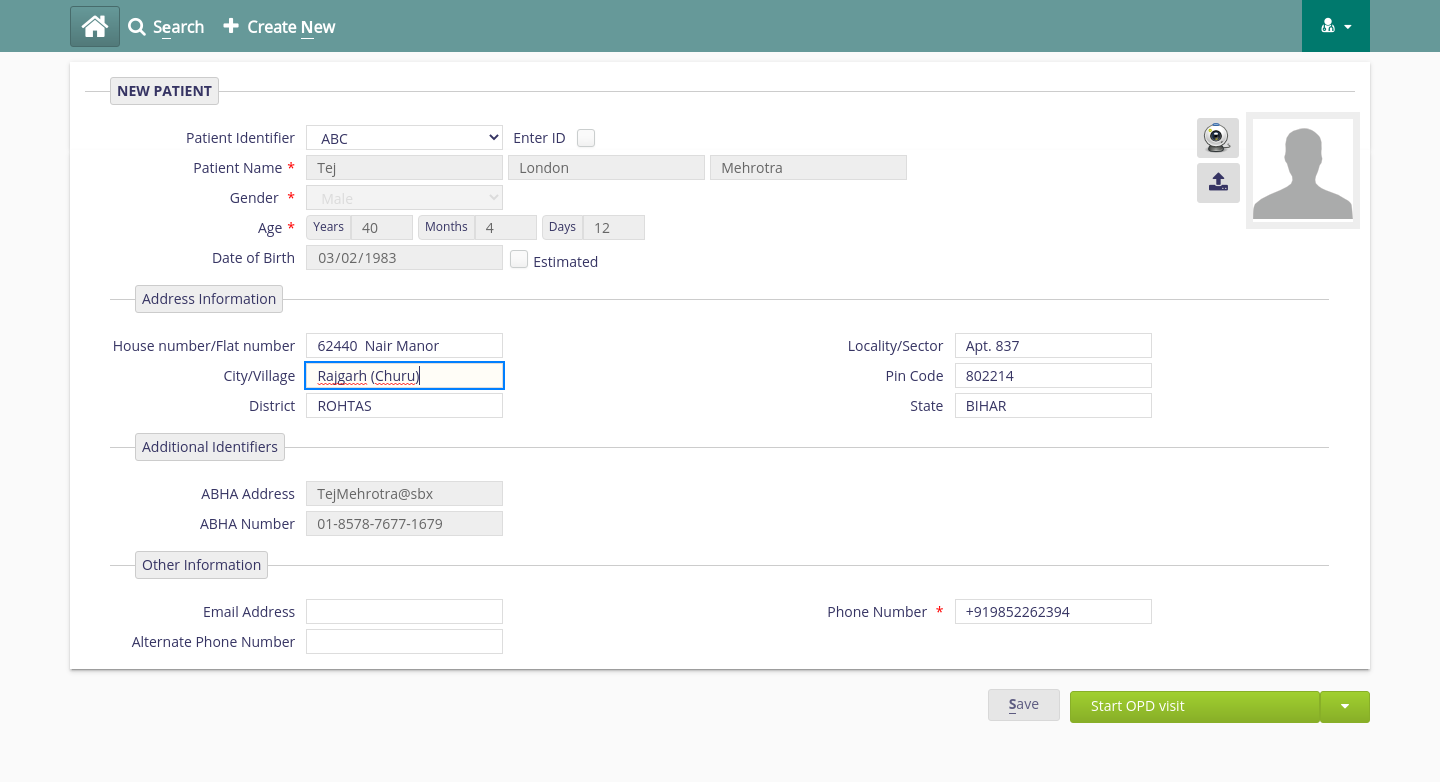 Search Create New
NEW PATIENT
Patient Identifier ABC Enter ID
Patient Name * Tej London Mehrotra
Gender * Male
Age * Years 40 Months 4 Days 12
Date of Birth 03/02/1983 Estimated
Address Information
House number/Flat number 62440 Nair Manor Locality/Sector Apt. 837
City/Village Rajgarh (Churu) Pin Code 802214
District ROHTAS State BIHAR
Additional Identifiers
ABHA Address TejMehrotra@sbx
ABHA Number 01-8578-7677-1679
Other Information
Email Address Phone Number * +919852262394
Alternate Phone Number
Save Start OPD visit